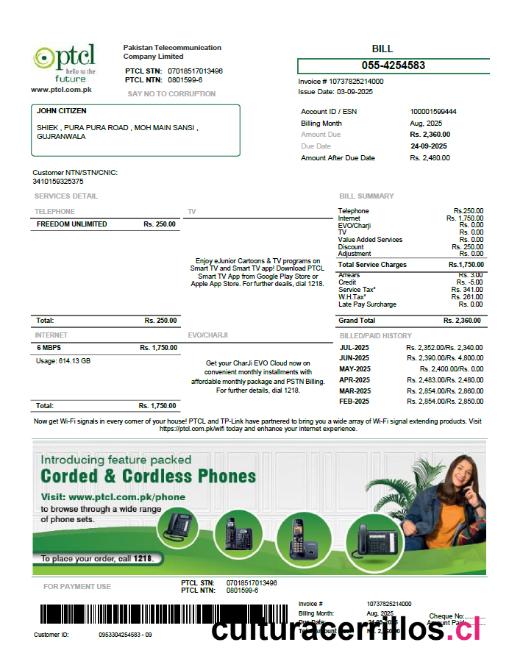 ptcl
hello to the
future
www.ptcl.com.pk
Pakistan Telecommunication
Company Limited
PTCL STN: 07018517013496
PTCL NTN: 0801599-6
SAY NO TO CORRUPTION
BILL
055-4254583
Invoice # 10737825214000
Issue Date: 03-09-2025
JOHN CITIZEN
SHIEK , PURA PURA ROAD , MOH MAIN SANSI ,
GUJRANWALA
Account ID / ESN 100001599444
Billing Month Aug, 2025
Amount Due Rs. 2,360.00
Due Date 24-09-2025
Amount After Due Date Rs. 2,480.00
Customer NTN/STN/CNIC:
3410159325375
SERVICES DETAIL
TELEPHONE
FREEDOM UNLIMITED Rs. 250.00
Total: Rs. 250.00
TV
Enjoy eJunior Cartoons & TV programs on
Smart TV and Smart TV app! Download PTCL
Smart TV App from Google Play Store or
Apple App Store. For further deails, dial 1218.
BILL SUMMARY
Telephone Rs.250.00
Internet Rs. 1,750.00
EVO/Charji Rs. 0.00
TV Rs. 0.00
Value Added Services Rs. 0.00
Discount Rs. 250.00
Adjustment Rs. 0.00
Total Service Charges Rs.1,750.00
Arrears Rs. 3.00
Credit Rs. -5.00
Service Tax* Rs. 341.00
W.H.Tax* Rs. 261.00
Late Pay Surcharge Rs. 0.00
Grand Total Rs. 2,360.00
INTERNET
6 MBPS Rs. 1,750.00
Usage: 614.13 GB
Total: Rs. 1,750.00
EVO/CHARJI
Get your CharJi EVO Cloud now on
convenient monthly installments with
affordable monthly package and PSTN Billing.
For further details, dial 1218.
BILLED/PAID HISTORY
JUL-2025 Rs. 2,352.00/Rs. 2,340.00
JUN-2025 Rs. 2,390.00/Rs. 4,800.00
MAY-2025 Rs. 2,400.00/Rs. 0.00
APR-2025 Rs. 2,483.00/Rs. 2,480.00
MAR-2025 Rs. 2,854.00/Rs. 2,860.00
FEB-2025 Rs. 2,854.00/Rs. 2,850.00
Now get Wi-Fi signals in every corner of your house! PTCL and TP-Link have partnered to bring you a wide array of Wi-Fi signal extending products. Visit
https://ptcl.com.pk/wifi today and enhance your internet experience.
Introducing feature packed
Corded & Cordless Phones
Visit: www.ptcl.com.pk/phone
to browse through a wide range
of phone sets.
To place your order, call 1218.
FOR PAYMENT USE
PTCL STN: 07018517013496
PTCL NTN: 0801599-6
Invoice # 10737825214000
Billing Month: Aug, 2025
Due Date
Cheque No:
Customer ID: 0953304254583 - 09
culturacerrillos.cl